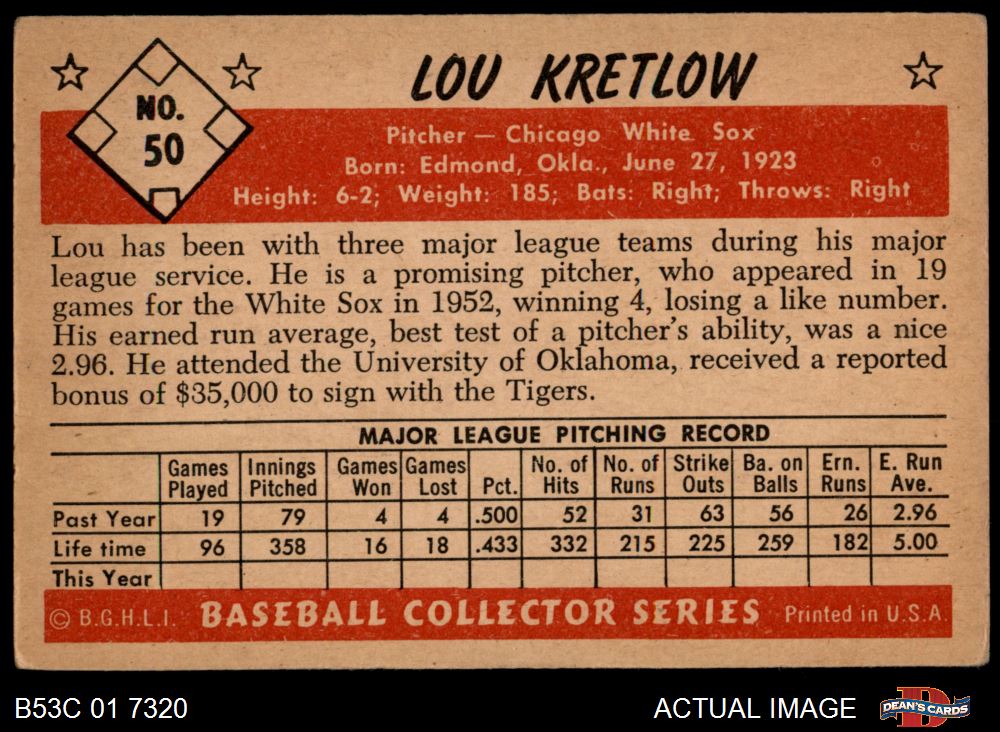 NO.
50
LOU KRETLOW
Pitcher — Chicago White Sox
Born: Edmond, Okla., June 27, 1923
Height: 6-2; Weight: 185; Bats: Right; Throws: Right
Lou has been with three major league teams during his major
league service. He is a promising pitcher, who appeared in 19
games for the White Sox in 1952, winning 4, losing a like number.
His earned run average, best test of a pitcher's ability, was a nice
2.96. He attended the University of Oklahoma, received a reported
bonus of $35,000 to sign with the Tigers.
MAJOR LEAGUE PITCHING RECORD
Games Played Innings Pitched Games Won Games Lost Pct. No. of Hits No. of Runs Strike Outs Ba. on Balls Ern. Runs E. Run Ave.
Past Year 19 79 4 4 .500 52 31 63 56 26 2.96
Life time 96 358 16 18 .433 332 215 225 259 182 5.00
This Year
© B.G.H.L.I. BASEBALL COLLECTOR SERIES Printed in U.S.A.
B53C 01 7320 ACTUAL IMAGE D DEAN'S CARDS